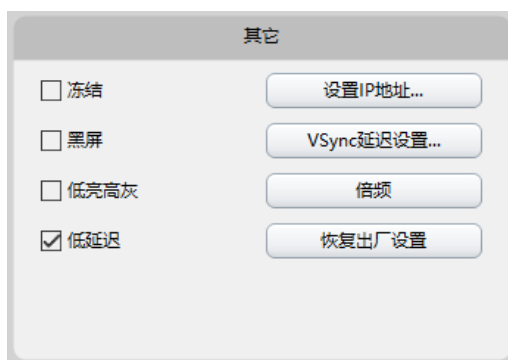 其它
冻结
设置IP地址...
黑屏
VSync延迟设置...
低亮高灰
倍频
低延迟
恢复出厂设置